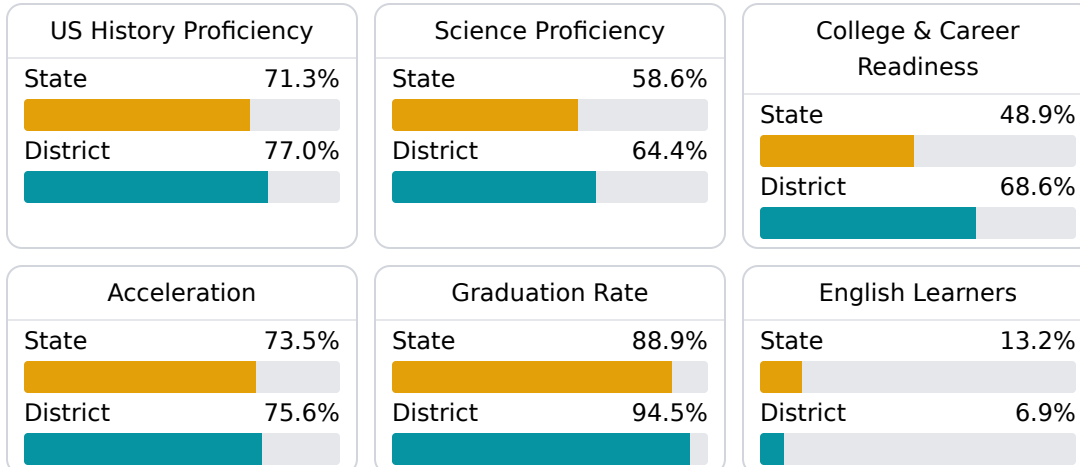 US History Proficiency
State 71.3%
District 77.0%
Science Proficiency
State 58.6%
District 64.4%
College & Career
Readiness
State 48.9%
District 68.6%
Acceleration
State 73.5%
District 75.6%
Graduation Rate
State 88.9%
District 94.5%
English Learners
State 13.2%
District 6.9%